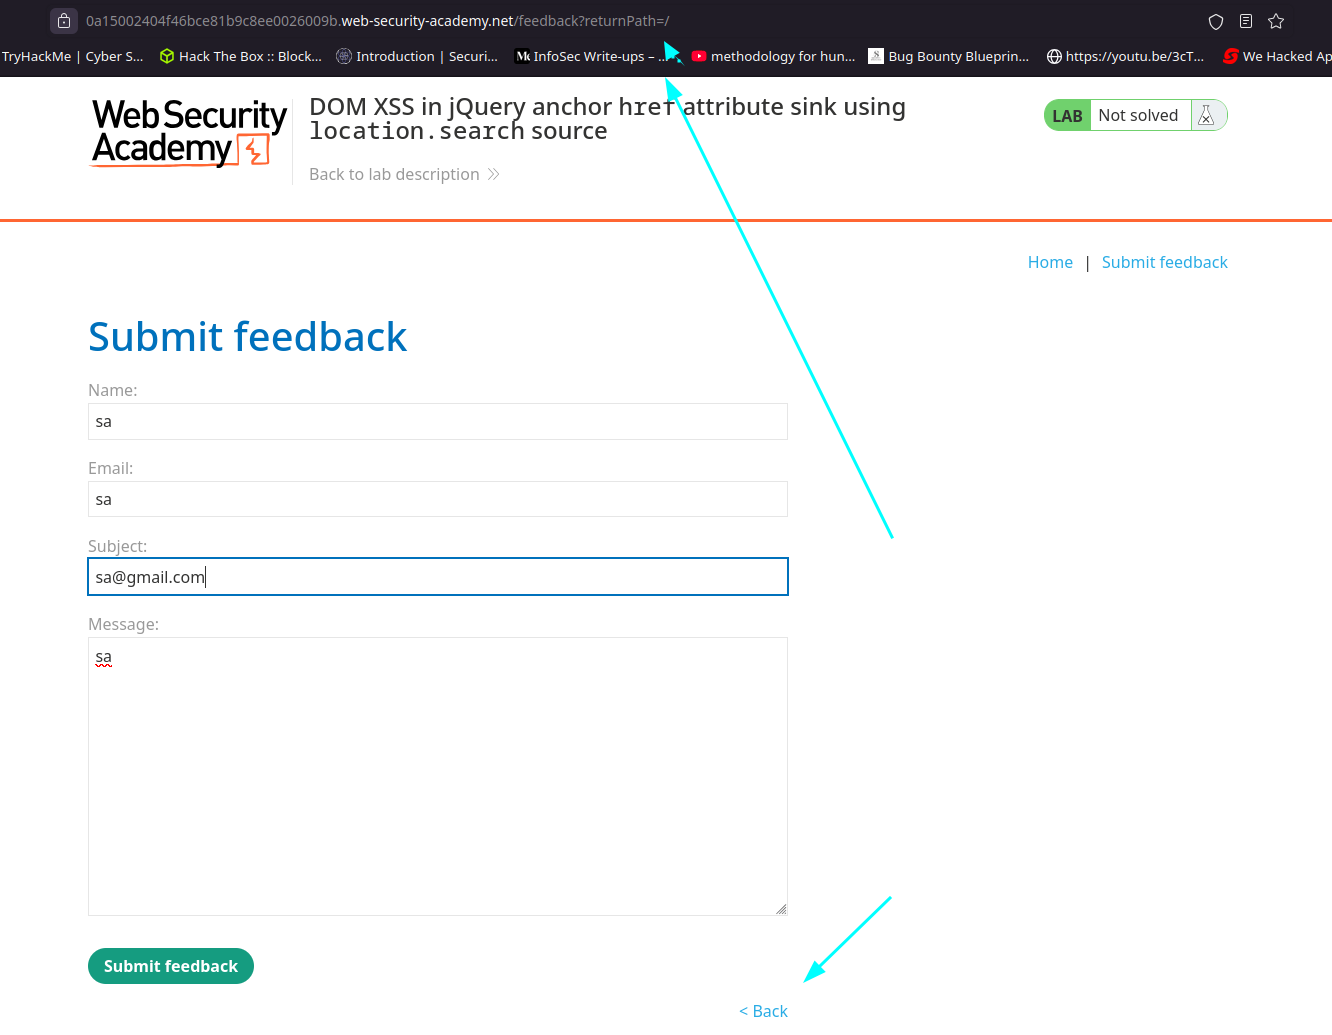 0a15002404f46bce81b9c8ee0026009b.web-security-academy.net/feedback?returnPath=/
TryHackMe | Cyber S... Hack The Box :: Block... Introduction | Securi... InfoSec Write-ups – ... methodology for hun... Bug Bounty Blueprin... https://youtu.be/3cT... We Hacked Ap
Web Security
Academy
DOM XSS in jQuery anchor href attribute sink using
location.search source
Back to lab description
LAB Not solved
Home | Submit feedback
Submit feedback
Name:
sa
Email:
sa
Subject:
sa@gmail.com
Message:
sa
Submit feedback
< Back